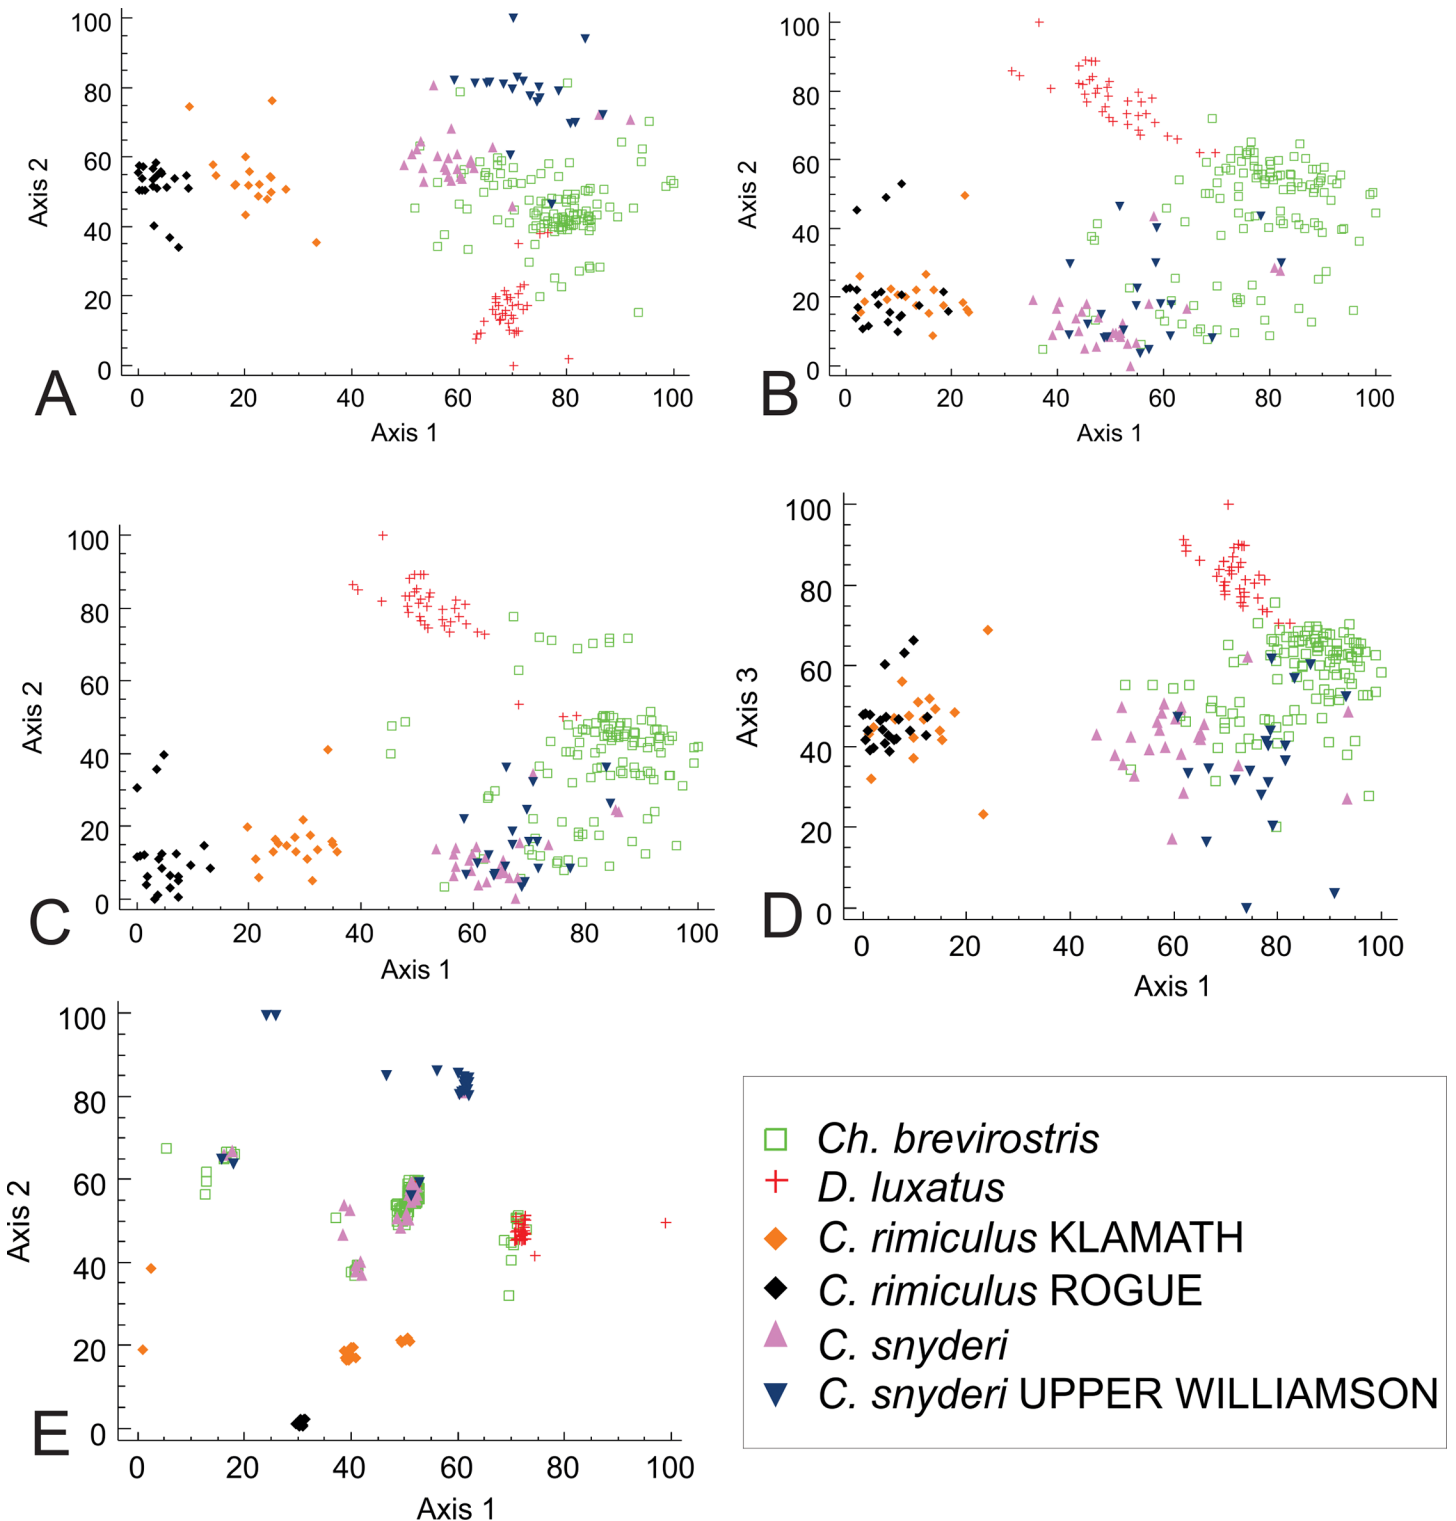 100
80
60
40
20
0
Axis 2
A
0 20 40 60 80 100
Axis 1
100
80
60
40
20
0
Axis 2
B
0 20 40 60 80 100
Axis 1
100
80
60
40
20
0
Axis 2
C
0 20 40 60 80 100
Axis 1
100
80
60
40
20
0
Axis 3
D
0 20 40 60 80 100
Axis 1
100
80
60
40
20
0
Axis 2
E
0 20 40 60 80 100
Axis 1
Ch. brevirostris
D. luxatus
C. rimiculus KLAMATH
C. rimiculus ROGUE
C. snyderi
C. snyderi UPPER WILLIAMSON